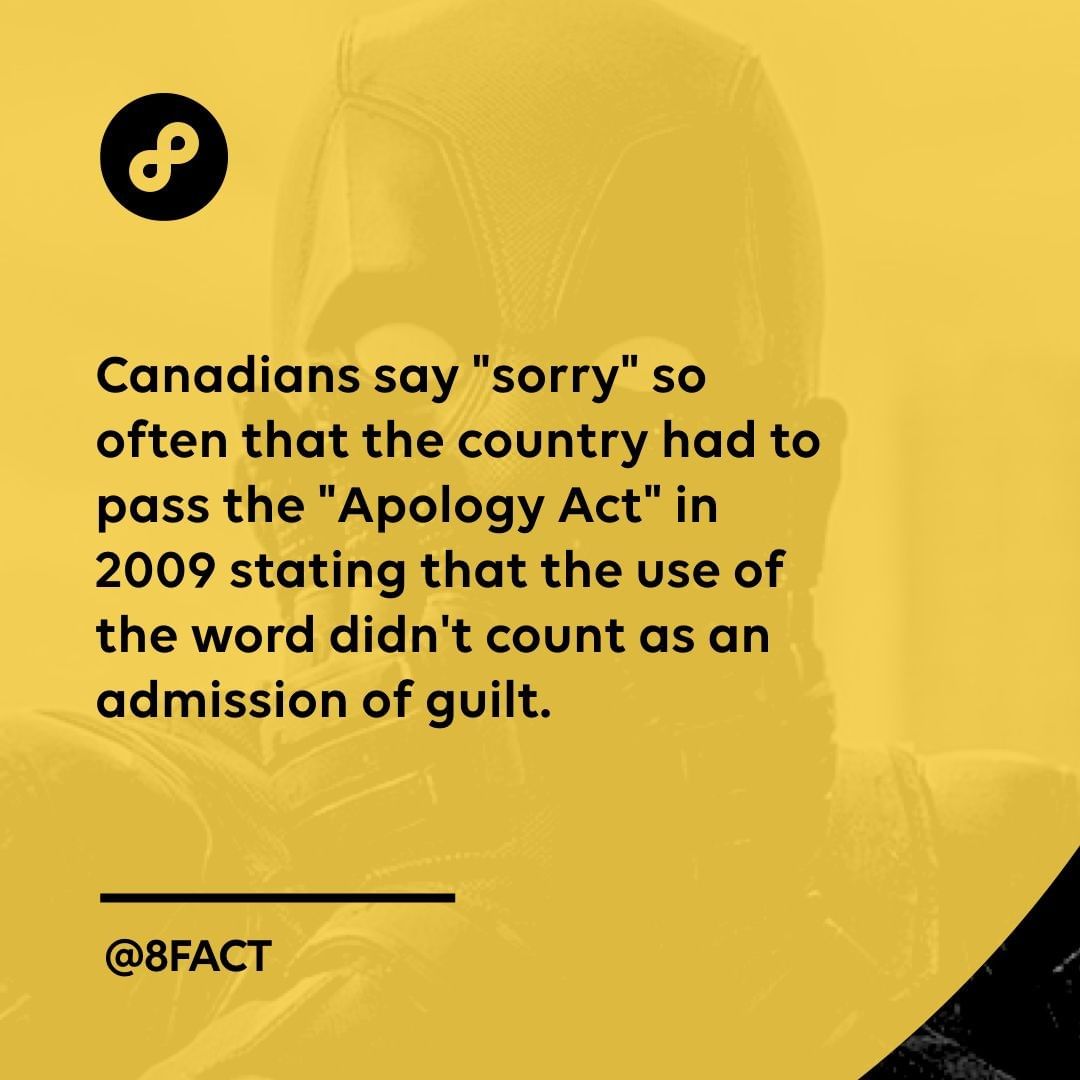 Canadians say "sorry" so
often that the country had to
pass the "Apology Act" in
2009 stating that the use of
the word didn't count as an
admission of guilt.
@8FACT